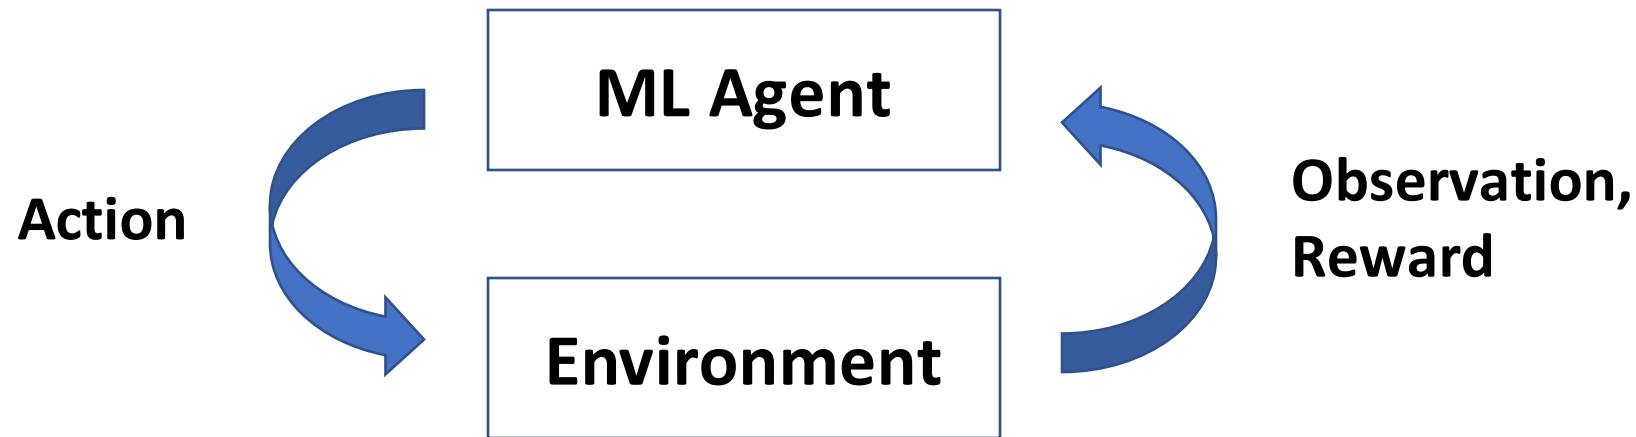 ML Agent
Action
Observation,
Reward
Environment